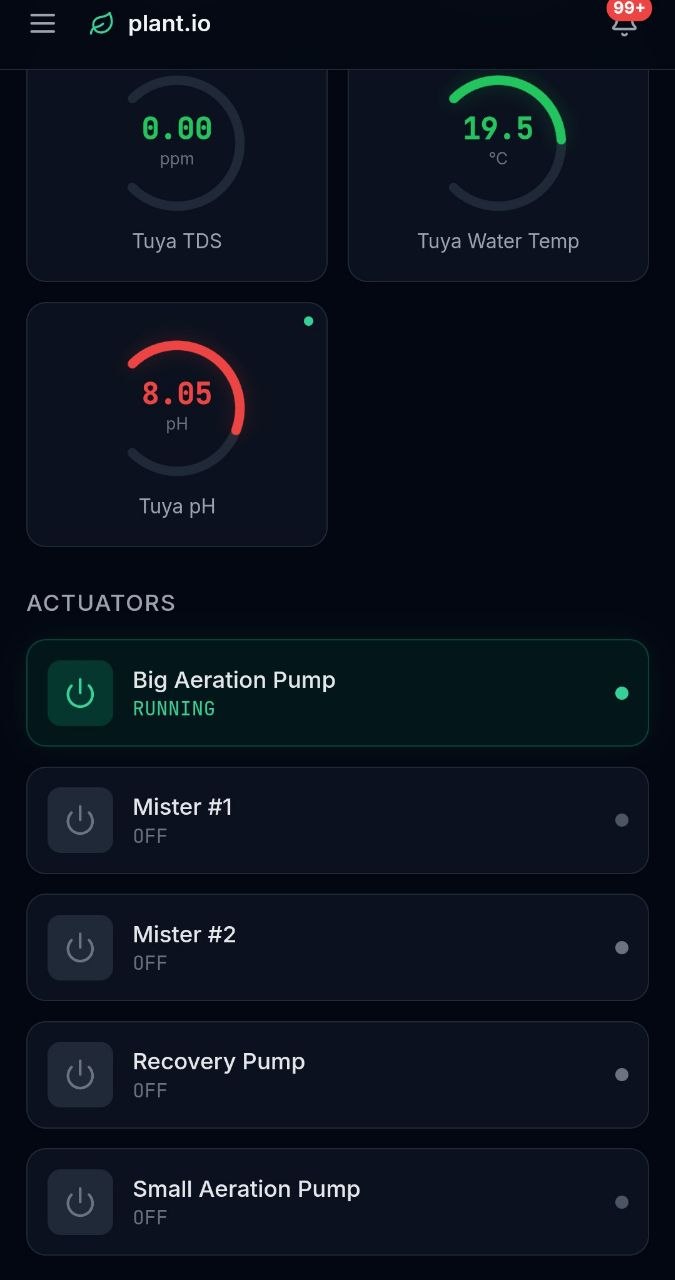 plant.io
99+
0.00
ppm
Tuya TDS
19.5
°C
Tuya Water Temp
8.05
pH
Tuya pH
ACTUATORS
Big Aeration Pump
RUNNING
Mister #1
OFF
Mister #2
OFF
Recovery Pump
OFF
Small Aeration Pump
OFF